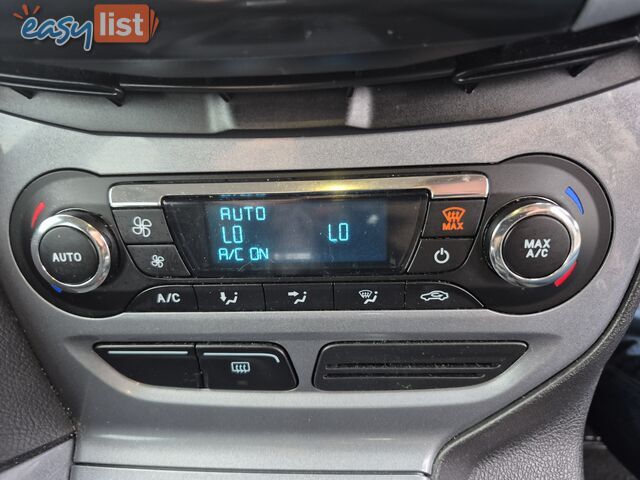 easylist
AUTO
LO LO
A/C ON
MAX
AUTO
MAX
A/C
A/C